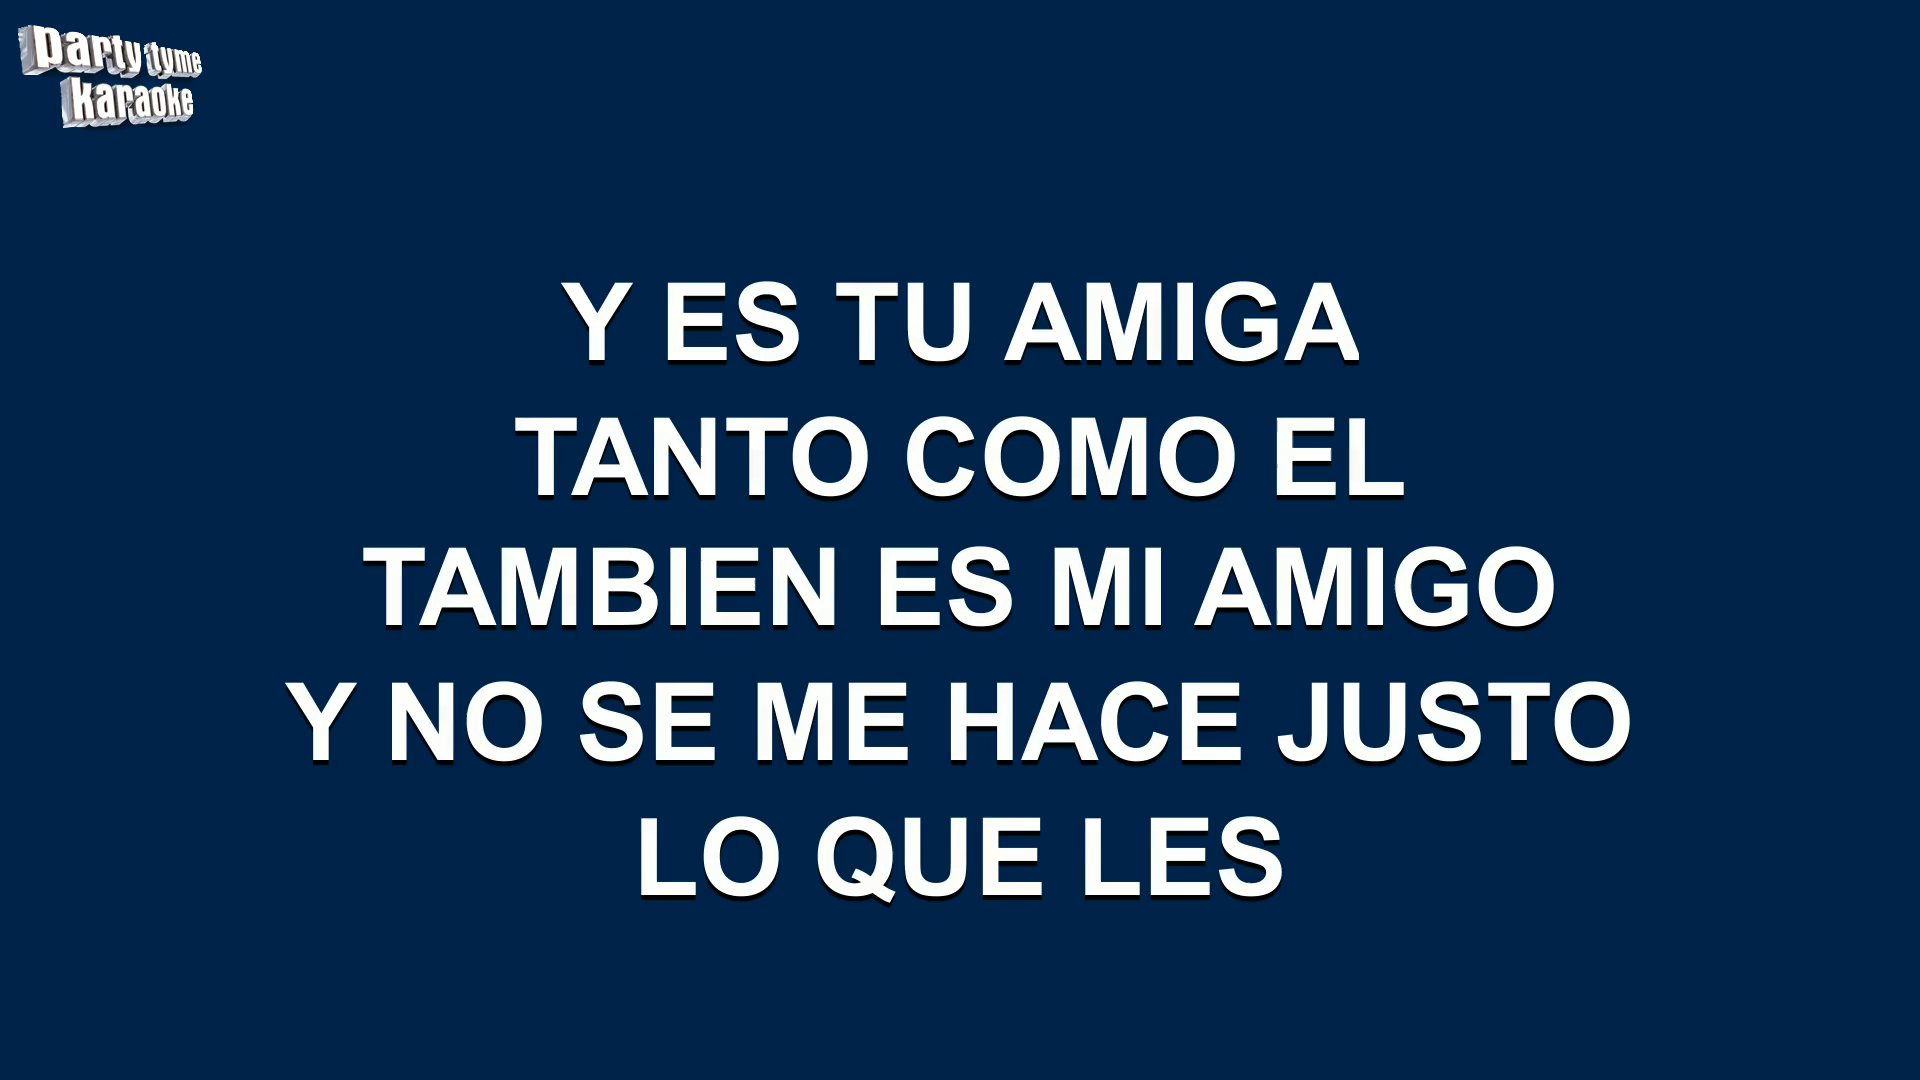 party tyme
karaoke
Y ES TU AMIGA
TANTO COMO EL
TAMBIEN ES MI AMIGO
Y NO SE ME HACE JUSTO
LO QUE LES